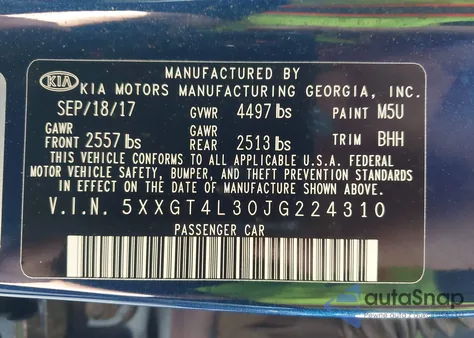 MANUFACTURED BY
KIA KIA MOTORS MANUFACTURING GEORGIA, INC.
SEP/18/17 GVWR 4497 lbs PAINT M5U
GAWR FRONT 2557 lbs GAWR REAR 2513 lbs TRIM BHH
THIS VEHICLE CONFORMS TO ALL APPLICABLE U.S.A. FEDERAL
MOTOR VEHICLE SAFETY, BUMPER, AND THEFT PREVENTION STANDARDS
IN EFFECT ON THE DATE OF MANUFACTURE SHOWN ABOVE.
V.I.N. 5XXGT4L30JG224310
PASSENGER CAR
autoSnap